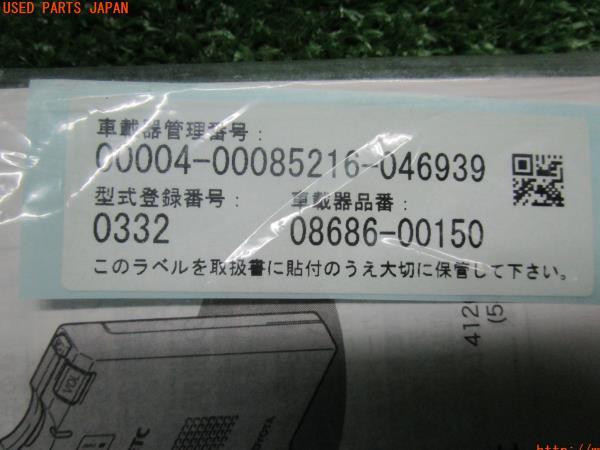 USED PARTS JAPAN
車載器管理番号:
00004-00085216-046939
型式登録番号: 車載器品番:
0332 08686-00150
このラベルを取扱書に貼付のうえ大切に保管して下さい。
VOL
TOYOTA